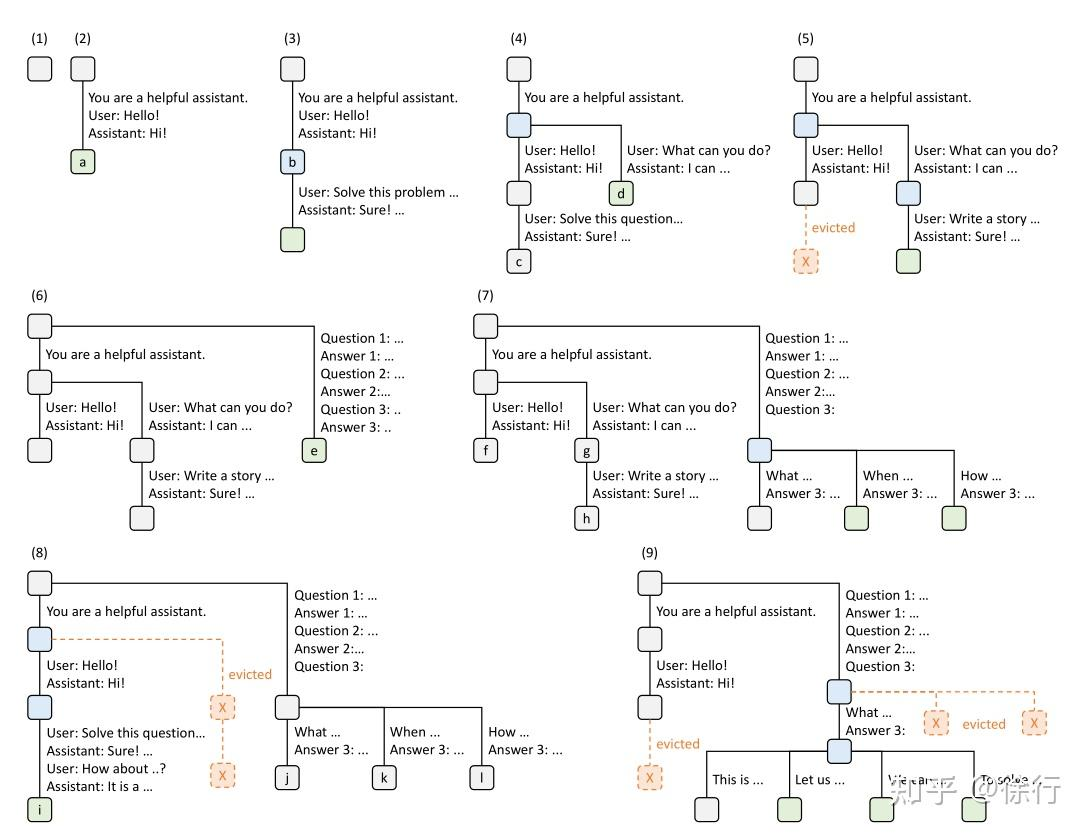 (1)
(2)
You are a helpful assistant.
User: Hello!
Assistant: Hi!
a
(3)
You are a helpful assistant.
User: Hello!
Assistant: Hi!
b
User: Solve this problem ...
Assistant: Sure! ...
(4)
You are a helpful assistant.
User: Hello!
Assistant: Hi!
User: What can you do?
Assistant: I can ...
d
User: Solve this question...
Assistant: Sure! ...
c
(5)
You are a helpful assistant.
User: Hello!
Assistant: Hi!
User: What can you do?
Assistant: I can ...
evicted
X
User: Write a story ...
Assistant: Sure! ...
(6)
You are a helpful assistant.
User: Hello!
Assistant: Hi!
User: What can you do?
Assistant: I can ...
User: Write a story ...
Assistant: Sure! ...
Question 1: ...
Answer 1: ...
Question 2: ...
Answer 2:...
Question 3: ..
Answer 3: ..
e
(7)
You are a helpful assistant.
User: Hello!
Assistant: Hi!
f
User: What can you do?
Assistant: I can ...
g
User: Write a story ...
Assistant: Sure! ...
h
Question 1: ...
Answer 1: ...
Question 2: ...
Answer 2:...
Question 3:
What ...
Answer 3: ...
When ...
Answer 3: ...
How ...
Answer 3: ...
(8)
You are a helpful assistant.
User: Hello!
Assistant: Hi!
evicted
X
X
User: Solve this question...
Assistant: Sure! ...
User: How about ..?
Assistant: It is a ...
i
Question 1: ...
Answer 1: ...
Question 2: ...
Answer 2:...
Question 3:
What ...
Answer 3: ...
j
When ...
Answer 3: ...
k
How ...
Answer 3: ...
l
(9)
You are a helpful assistant.
User: Hello!
Assistant: Hi!
evicted
X
Question 1: ...
Answer 1: ...
Question 2: ...
Answer 2:...
Question 3:
X
evicted
X
What ...
Answer 3:
This is ...
Let us ...
We can ...
To solve ...
知乎 @徐行